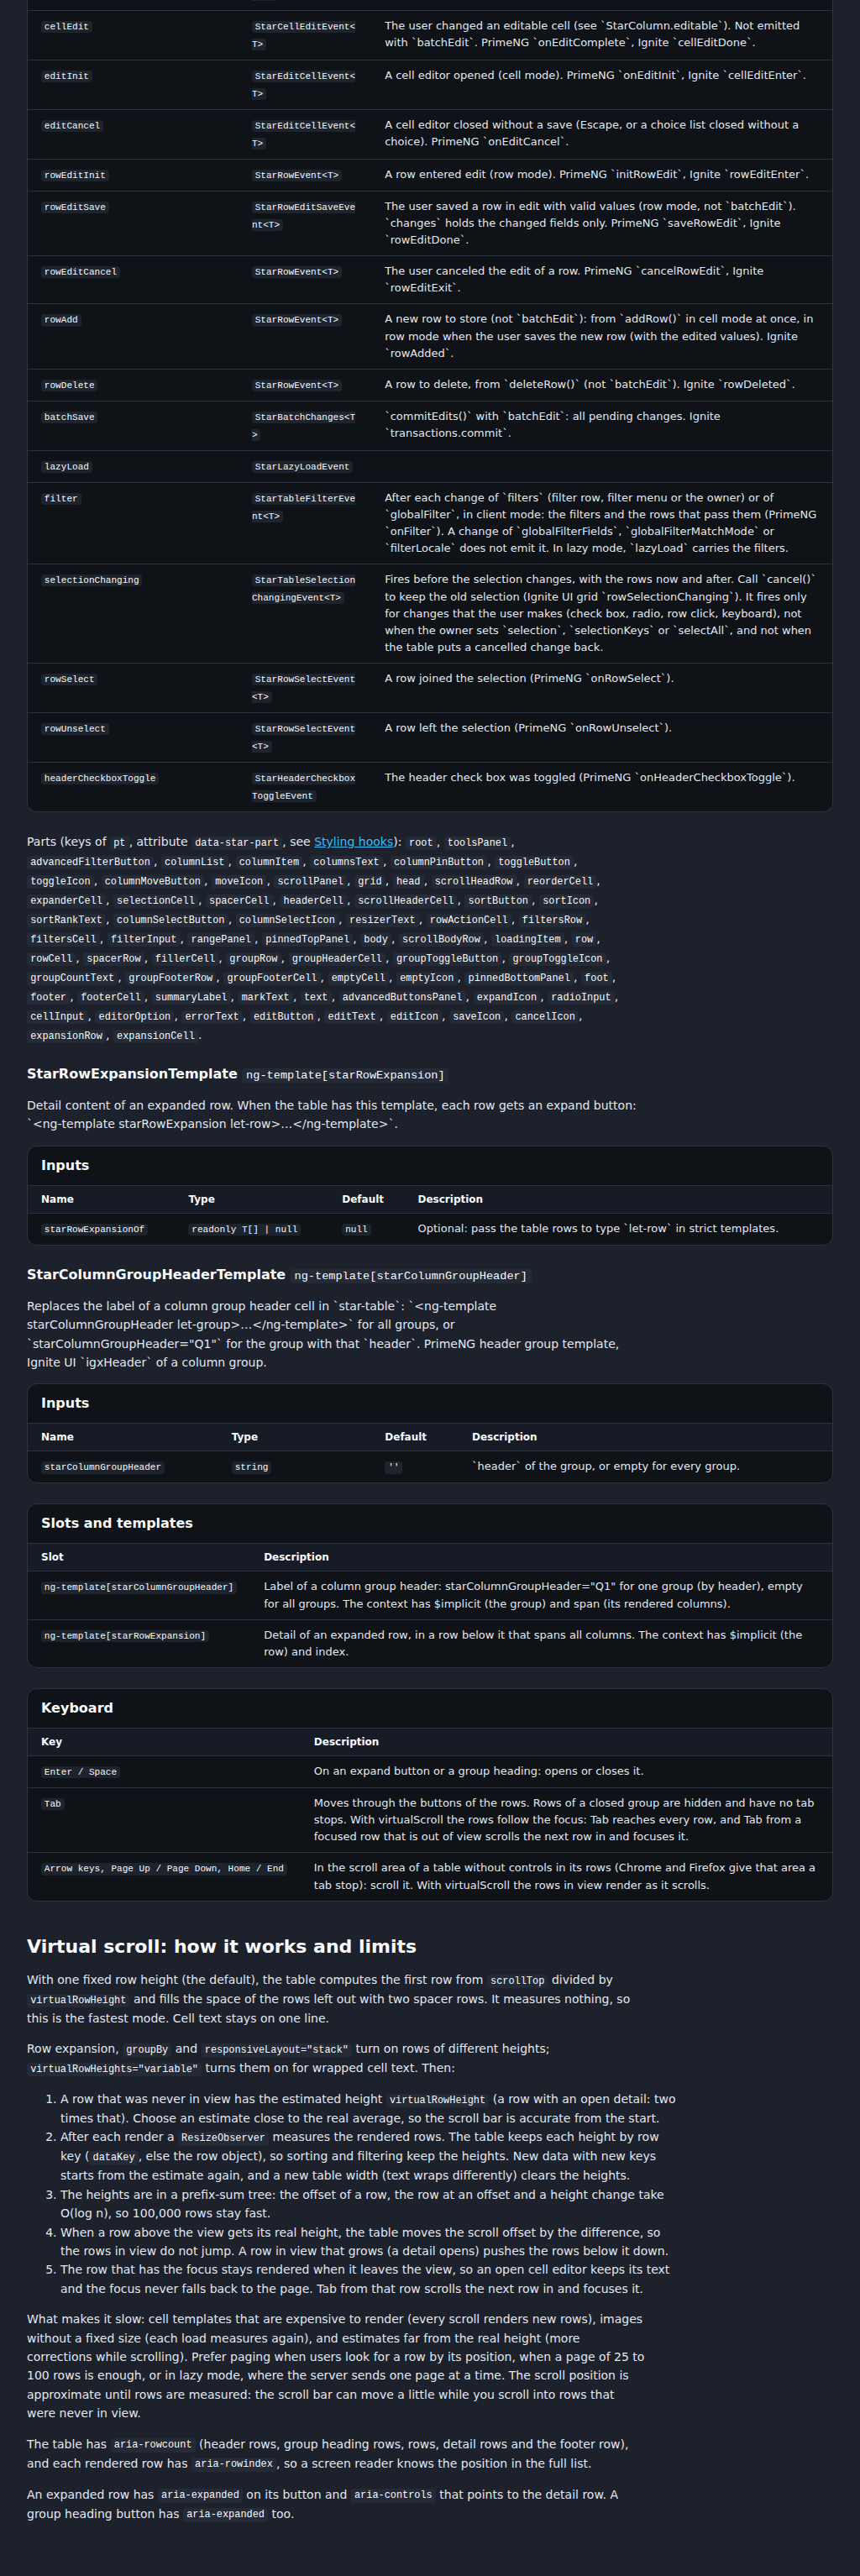 cellEdit StarCellEditEvent< The user changed an editable cell (see `StarColumn.editable`). Not emitted
T> with `batchEdit`. PrimeNG `onEditComplete`, Ignite `cellEditDone`.
editInit StarEditCellEvent< A cell editor opened (cell mode). PrimeNG `onEditInit`, Ignite `cellEditEnter`.
T>
editCancel StarEditCellEvent< A cell editor closed without a save (Escape, or a choice list closed without a
T> choice). PrimeNG `onEditCancel`.
rowEditInit StarRowEvent<T> A row entered edit (row mode). PrimeNG `initRowEdit`, Ignite `rowEditEnter`.
rowEditSave StarRowEditSaveEve The user saved a row in edit with valid values (row mode, not `batchEdit`).
nt<T> `changes` holds the changed fields only. PrimeNG `saveRowEdit`, Ignite
`rowEditDone`.
rowEditCancel StarRowEvent<T> The user canceled the edit of a row. PrimeNG `cancelRowEdit`, Ignite
`rowEditExit`.
rowAdd StarRowEvent<T> A new row to store (not `batchEdit`): from `addRow()` in cell mode at once, in
row mode when the user saves the new row (with the edited values). Ignite
`rowAdded`.
rowDelete StarRowEvent<T> A row to delete, from `deleteRow()` (not `batchEdit`). Ignite `rowDeleted`.
batchSave StarBatchChanges<T `commitEdits()` with `batchEdit`: all pending changes. Ignite
> `transactions.commit`.
lazyLoad StarLazyLoadEvent
filter StarTableFilterEve After each change of `filters` (filter row, filter menu or the owner) or of
nt<T> `globalFilter`, in client mode: the filters and the rows that pass them (PrimeNG
`onFilter`). A change of `globalFilterFields`, `globalFilterMatchMode` or
`filterLocale` does not emit it. In lazy mode, `lazyLoad` carries the filters.
selectionChanging StarTableSelection Fires before the selection changes, with the rows now and after. Call `cancel()`
ChangingEvent<T> to keep the old selection (Ignite UI grid `rowSelectionChanging`). It fires only
for changes that the user makes (check box, radio, row click, keyboard), not
when the owner sets `selection`, `selectionKeys` or `selectAll`, and not when
the table puts a cancelled change back.
rowSelect StarRowSelectEvent A row joined the selection (PrimeNG `onRowSelect`).
<T>
rowUnselect StarRowSelectEvent A row left the selection (PrimeNG `onRowUnselect`).
<T>
headerCheckboxToggle StarHeaderCheckbox The header check box was toggled (PrimeNG `onHeaderCheckboxToggle`).
ToggleEvent
Parts (keys of pt, attribute data-star-part, see Styling hooks): root, toolsPanel,
advancedFilterButton, columnList, columnItem, columnsText, columnPinButton, toggleButton,
toggleIcon, columnMoveButton, moveIcon, scrollPanel, grid, head, scrollHeadRow, reorderCell,
expanderCell, selectionCell, spacerCell, headerCell, scrollHeaderCell, sortButton, sortIcon,
sortRankText, columnSelectButton, columnSelectIcon, resizerText, rowActionCell, filtersRow,
filtersCell, filterInput, rangePanel, pinnedTopPanel, body, scrollBodyRow, loadingItem, row,
rowCell, spacerRow, fillerCell, groupRow, groupHeaderCell, groupToggleButton, groupToggleIcon,
groupCountText, groupFooterRow, groupFooterCell, emptyCell, emptyIcon, pinnedBottomPanel, foot,
footer, footerCell, summaryLabel, markText, text, advancedButtonsPanel, expandIcon, radioInput,
cellInput, editorOption, errorText, editButton, editText, editIcon, saveIcon, cancelIcon,
expansionRow, expansionCell.
StarRowExpansionTemplate ng-template[starRowExpansion]
Detail content of an expanded row. When the table has this template, each row gets an expand button:
`<ng-template starRowExpansion let-row>…</ng-template>`.
Inputs
Name Type Default Description
starRowExpansionOf readonly T[] | null null Optional: pass the table rows to type `let-row` in strict templates.
StarColumnGroupHeaderTemplate ng-template[starColumnGroupHeader]
Replaces the label of a column group header cell in `star-table`: `<ng-template
starColumnGroupHeader let-group>…</ng-template>` for all groups, or
`starColumnGroupHeader="Q1"` for the group with that `header`. PrimeNG header group template,
Ignite UI `igxHeader` of a column group.
Inputs
Name Type Default Description
starColumnGroupHeader string '' `header` of the group, or empty for every group.
Slots and templates
Slot Description
ng-template[starColumnGroupHeader] Label of a column group header: starColumnGroupHeader="Q1" for one group (by header), empty
for all groups. The context has $implicit (the group) and span (its rendered columns).
ng-template[starRowExpansion] Detail of an expanded row, in a row below it that spans all columns. The context has $implicit (the
row) and index.
Keyboard
Key Description
Enter / Space On an expand button or a group heading: opens or closes it.
Tab Moves through the buttons of the rows. Rows of a closed group are hidden and have no tab
stops. With virtualScroll the rows follow the focus: Tab reaches every row, and Tab from a
focused row that is out of view scrolls the next row in and focuses it.
Arrow keys, Page Up / Page Down, Home / End In the scroll area of a table without controls in its rows (Chrome and Firefox give that area a
tab stop): scroll it. With virtualScroll the rows in view render as it scrolls.
Virtual scroll: how it works and limits
With one fixed row height (the default), the table computes the first row from scrollTop divided by
virtualRowHeight and fills the space of the rows left out with two spacer rows. It measures nothing, so
this is the fastest mode. Cell text stays on one line.
Row expansion, groupBy and responsiveLayout="stack" turn on rows of different heights;
virtualRowHeights="variable" turns them on for wrapped cell text. Then:
1. A row that was never in view has the estimated height virtualRowHeight (a row with an open detail: two
times that). Choose an estimate close to the real average, so the scroll bar is accurate from the start.
2. After each render a ResizeObserver measures the rendered rows. The table keeps each height by row
key (dataKey, else the row object), so sorting and filtering keep the heights. New data with new keys
starts from the estimate again, and a new table width (text wraps differently) clears the heights.
3. The heights are in a prefix-sum tree: the offset of a row, the row at an offset and a height change take
O(log n), so 100,000 rows stay fast.
4. When a row above the view gets its real height, the table moves the scroll offset by the difference, so
the rows in view do not jump. A row in view that grows (a detail opens) pushes the rows below it down.
5. The row that has the focus stays rendered when it leaves the view, so an open cell editor keeps its text
and the focus never falls back to the page. Tab from that row scrolls the next row in and focuses it.
What makes it slow: cell templates that are expensive to render (every scroll renders new rows), images
without a fixed size (each load measures again), and estimates far from the real height (more
corrections while scrolling). Prefer paging when users look for a row by its position, when a page of 25 to
100 rows is enough, or in lazy mode, where the server sends one page at a time. The scroll position is
approximate until rows are measured: the scroll bar can move a little while you scroll into rows that
were never in view.
The table has aria-rowcount (header rows, group heading rows, rows, detail rows and the footer row),
and each rendered row has aria-rowindex, so a screen reader knows the position in the full list.
An expanded row has aria-expanded on its button and aria-controls that points to the detail row. A
group heading button has aria-expanded too.